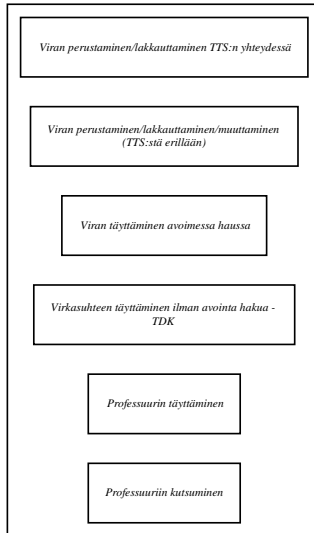 Viran perustaminen/lakkauttaminen TTS:n yhteydessä
Viran perustaminen/lakkauttaminen/muuttaminen
(TTS:stä erillään)
Viran täyttäminen avoimessa haussa
Virkasuhteen täyttäminen ilman avointa hakua -
TDK
Professuurin täyttäminen
Professuuriin kutsuminen